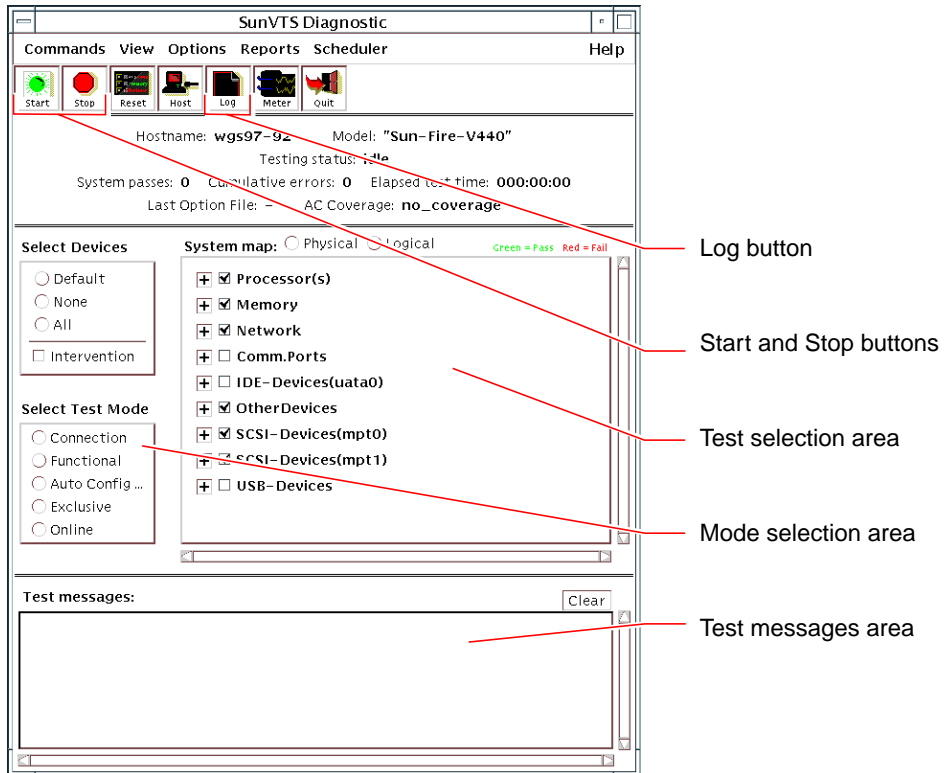 SunVTS Diagnostic
Commands View Options Reports Scheduler Help
Start Stop Reset Host Log Meter Quit
Hostname: wgs97-92 Model: "Sun-Fire-V440"
Testing status: idle
System passes: 0 Cumulative errors: 0 Elapsed test time: 000:00:00
Last Option File: - AC Coverage: no_coverage
Select Devices
Default
None
All
Intervention
Select Test Mode
Connection
Functional
Auto Config ...
Exclusive
Online
System map: Physical Logical Green = Pass Red = Fail
Processor(s)
Memory
Network
Comm.Ports
IDE-Devices(uata0)
OtherDevices
SCSI-Devices(mpt0)
SCSI-Devices(mpt1)
USB-Devices
Test messages: Clear
Log button
Start and Stop buttons
Test selection area
Mode selection area
Test messages area